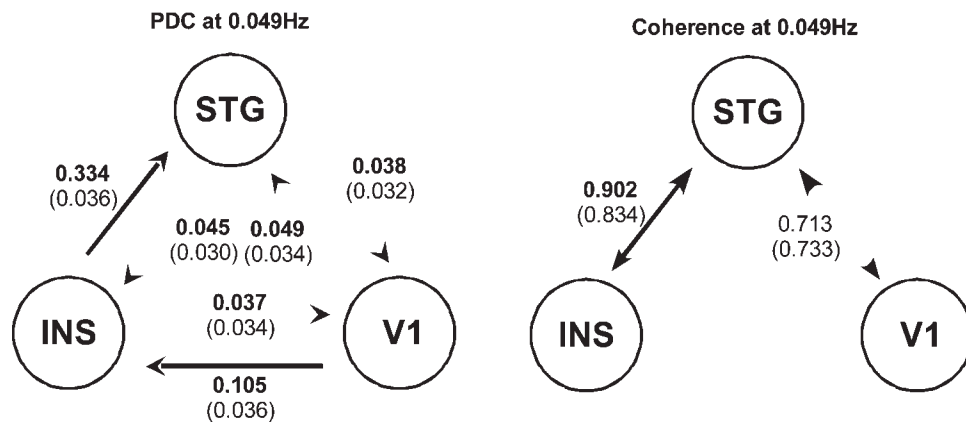 PDC at 0.049Hz
STG
0.334
(0.036)
0.038
(0.032)
0.045 0.049
(0.030) (0.034)
INS
0.037
(0.034)
V1
0.105
(0.036)
Coherence at 0.049Hz
STG
0.902
(0.834)
0.713
(0.733)
INS
V1